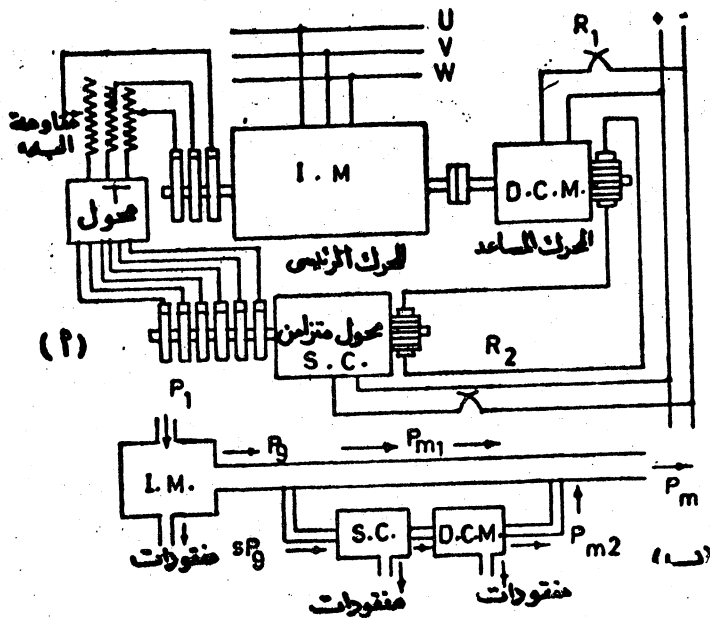 U
V
W
R1
+ -
مقاومة
البدء
I. M
D.C.M.
T
محول
المحرك الرئيسى
المحرك المساعد
محول متزامن
S. C.
R2
(أ)
P1
Pg
Pm1
I.M.
Pm
S.C.
D.C.M.
sPg
Pm2
(ب)
مفقودات
مفقودات
مفقودات